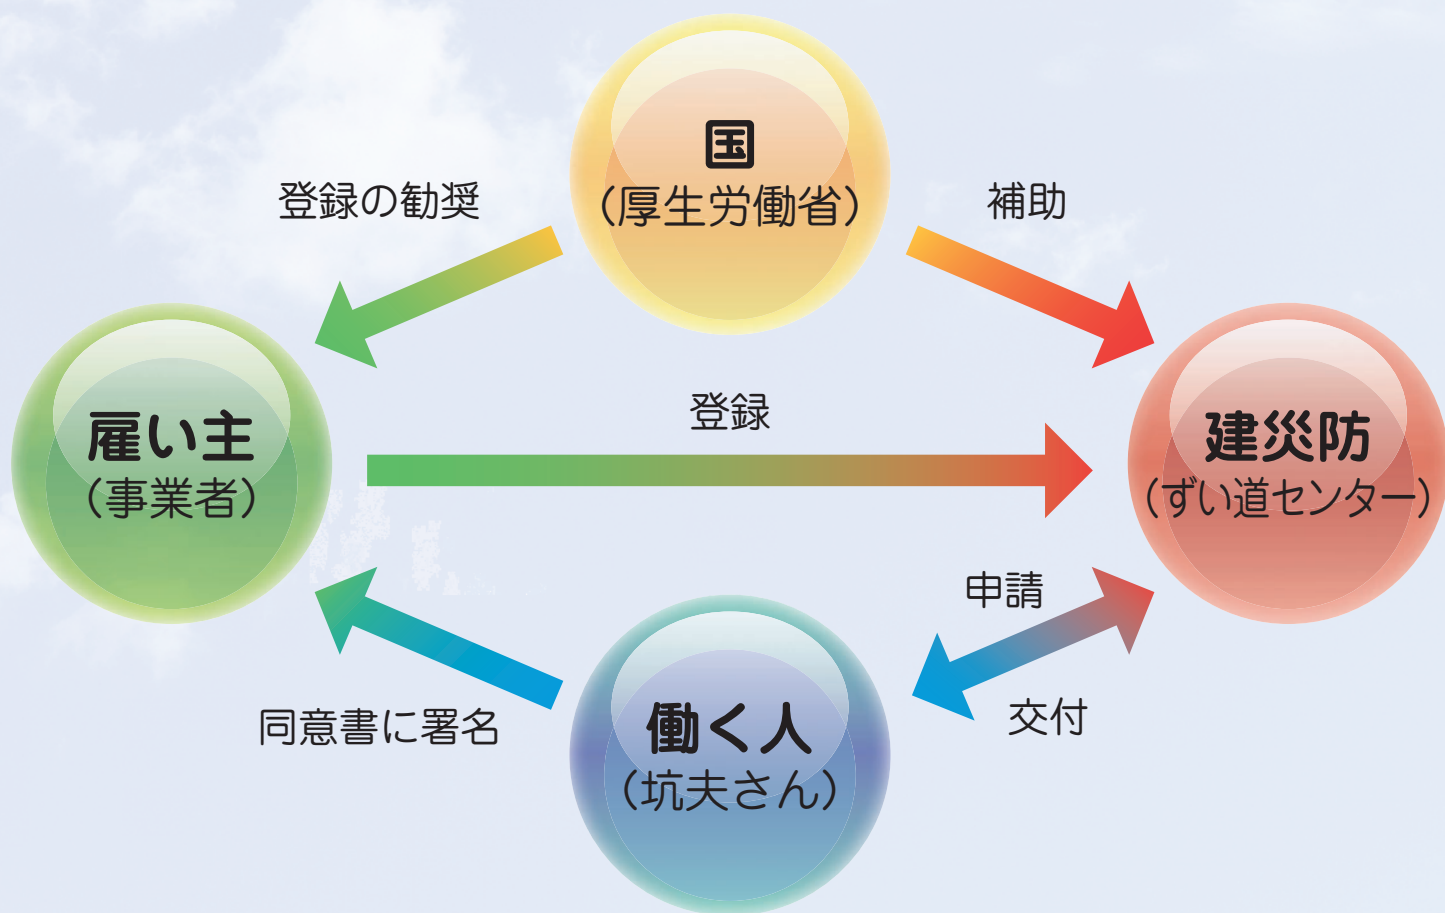 国
（厚生労働省）
登録の勧奨
補助
登録
雇い主
（事業者）
建災防
（ずい道センター）
申請
交付
同意書に署名
働く人
（坑夫さん）